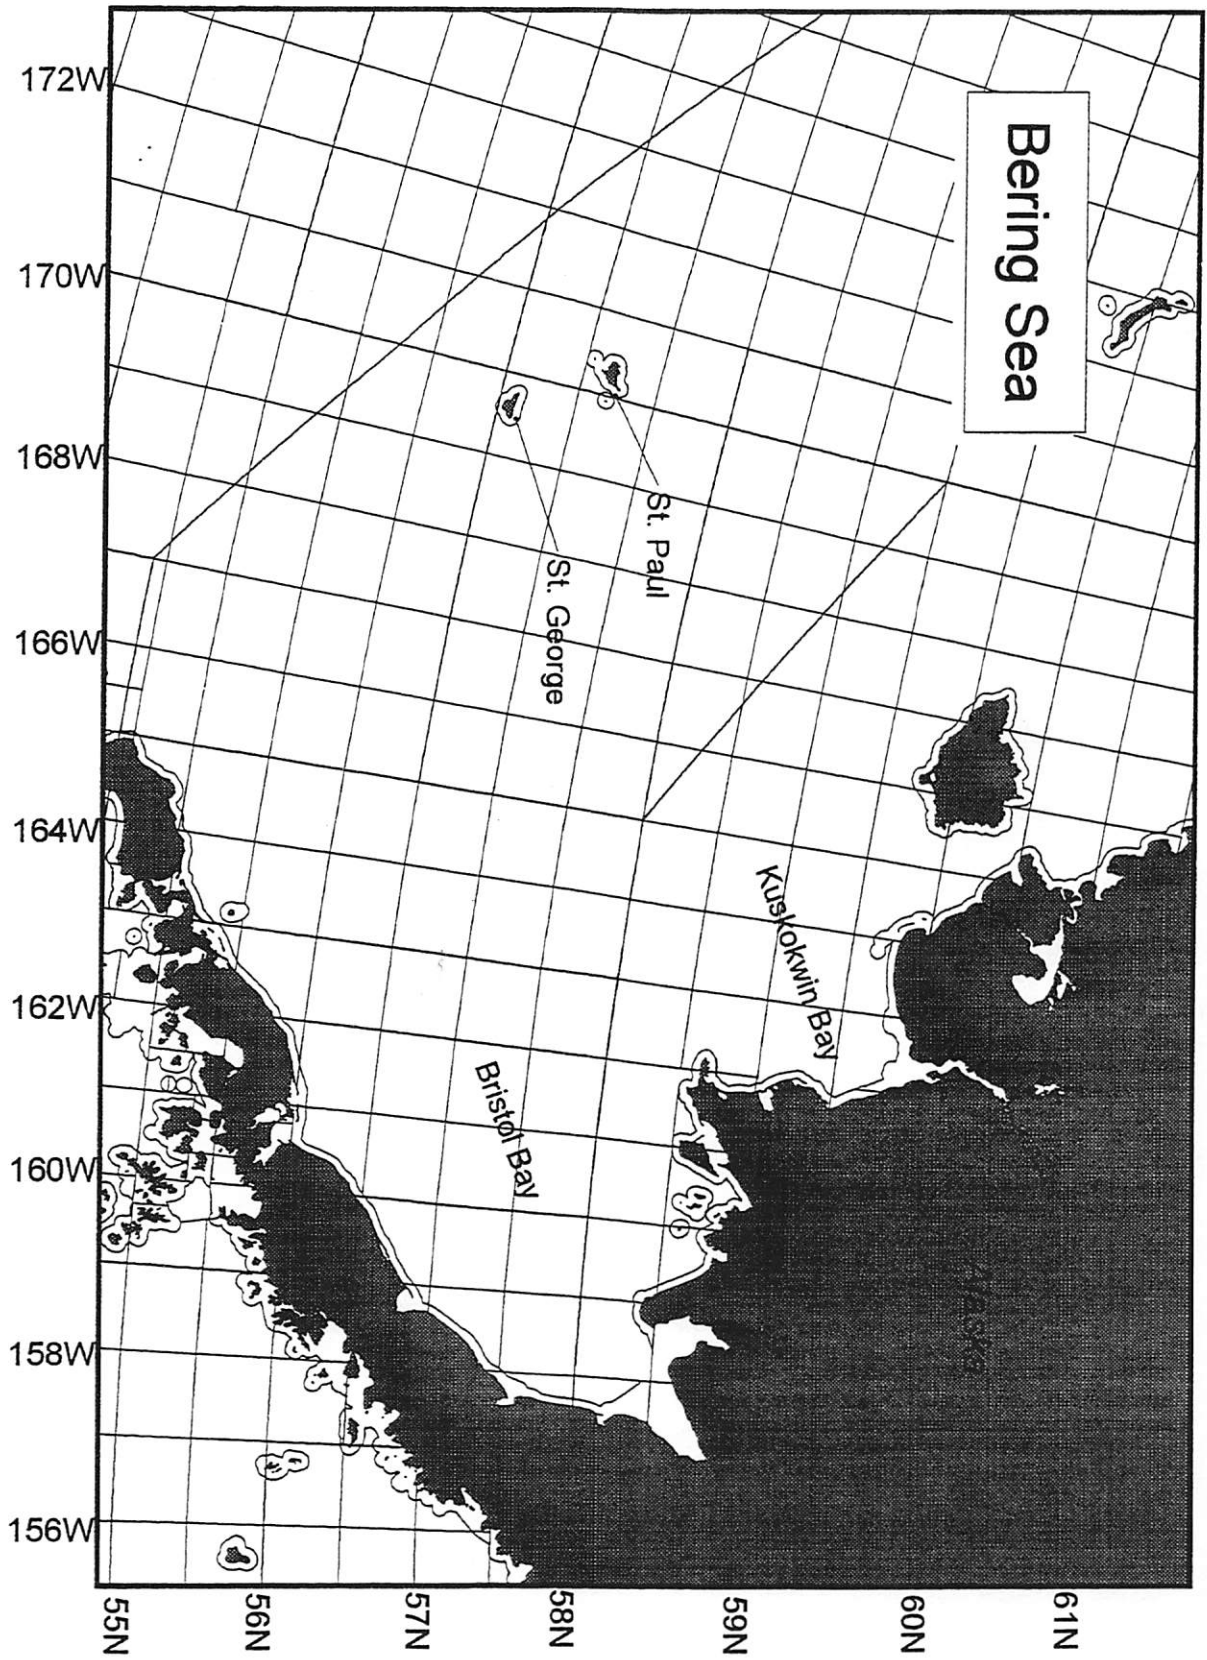 Bering Sea
172W
170W
168W
166W
164W
162W
160W
158W
156W
St. Paul
St. George
Kuskokwin Bay
Bristol Bay
Alaska
55N
56N
57N
58N
59N
60N
61N